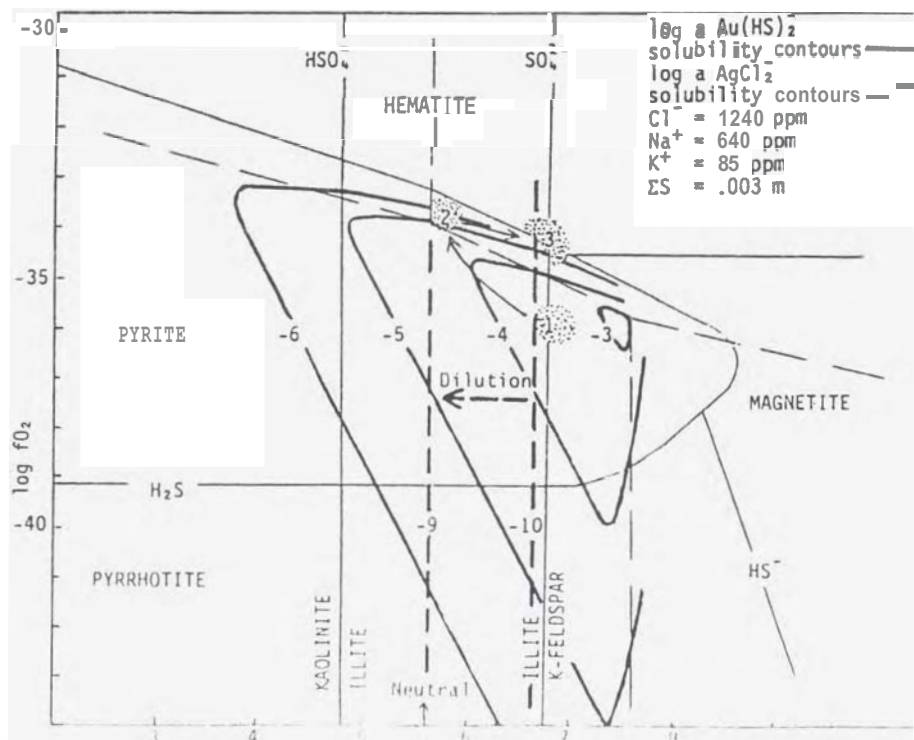 -30
HSO₄⁻
SO₄⁼
log a Au(HS)₂⁻
solubility contours
log a AgCl₂⁻
solubility contours
Cl⁻ = 1240 ppm
Na⁺ = 640 ppm
K⁺ = 85 ppm
ΣS = .003 m
HEMATITE
2
3
-35
PYRITE
-6
-5
-4
1
-3
Dilution
MAGNETITE
log fO₂
H₂S
-40
-9
-10
HS⁻
PYRRHOTITE
KAOLINITE
ILLITE
ILLITE
K-FELDSPAR
Neutral